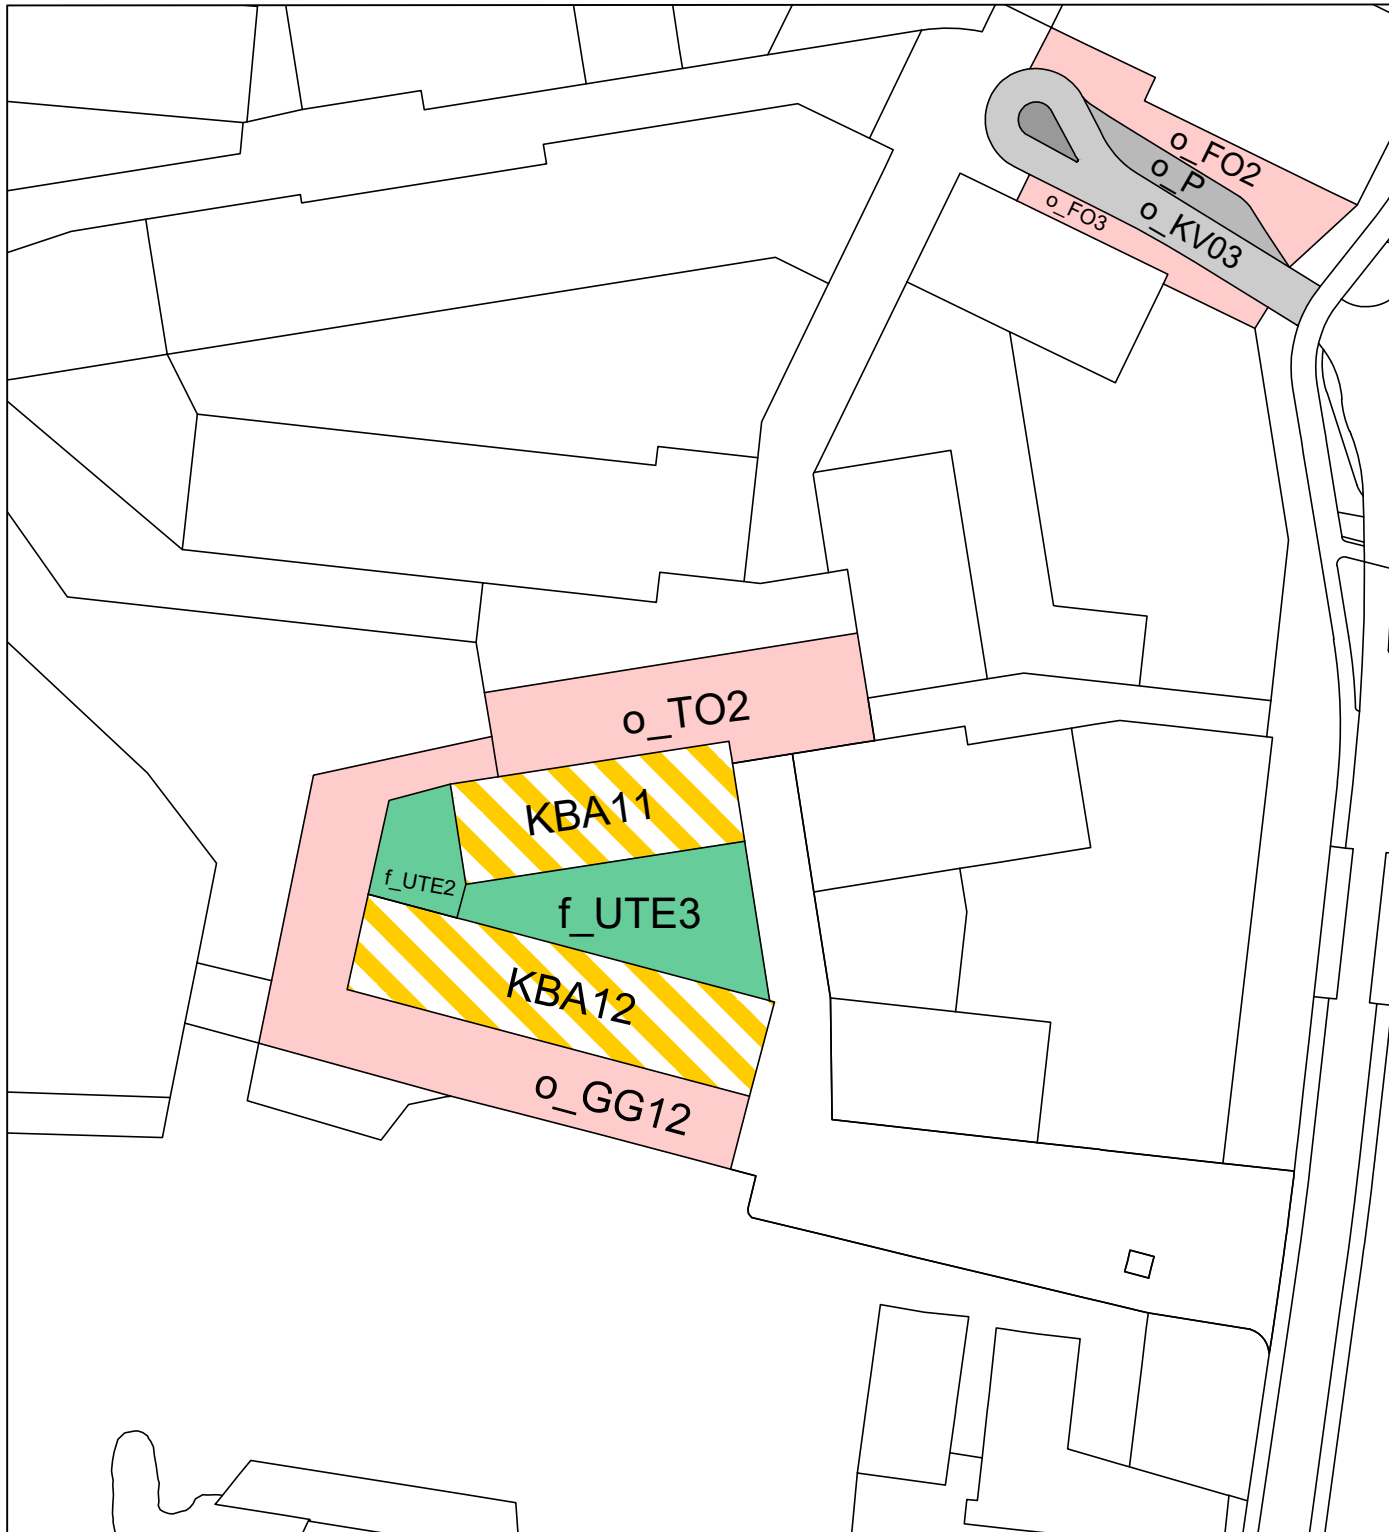 o_FO2
o_P
o_FO3
o_KV03
o_TO2
KBA11
f_UTE2
f_UTE3
KBA12
o_GG12